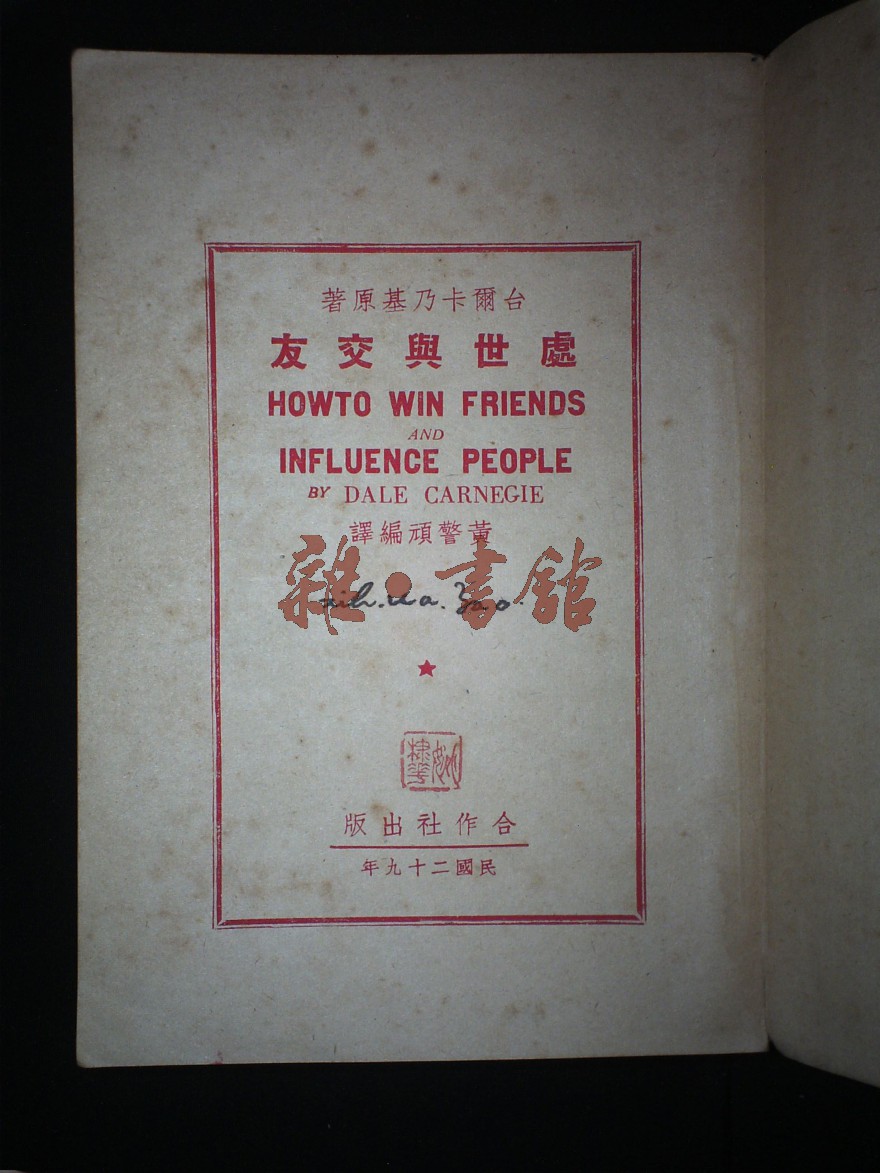 台爾卡乃基原著
處世與交友
HOWTO WIN FRIENDS
AND
INFLUENCE PEOPLE
BY DALE CARNEGIE
黃警頑編譯
雜·書館
合作社出版
民國二十九年